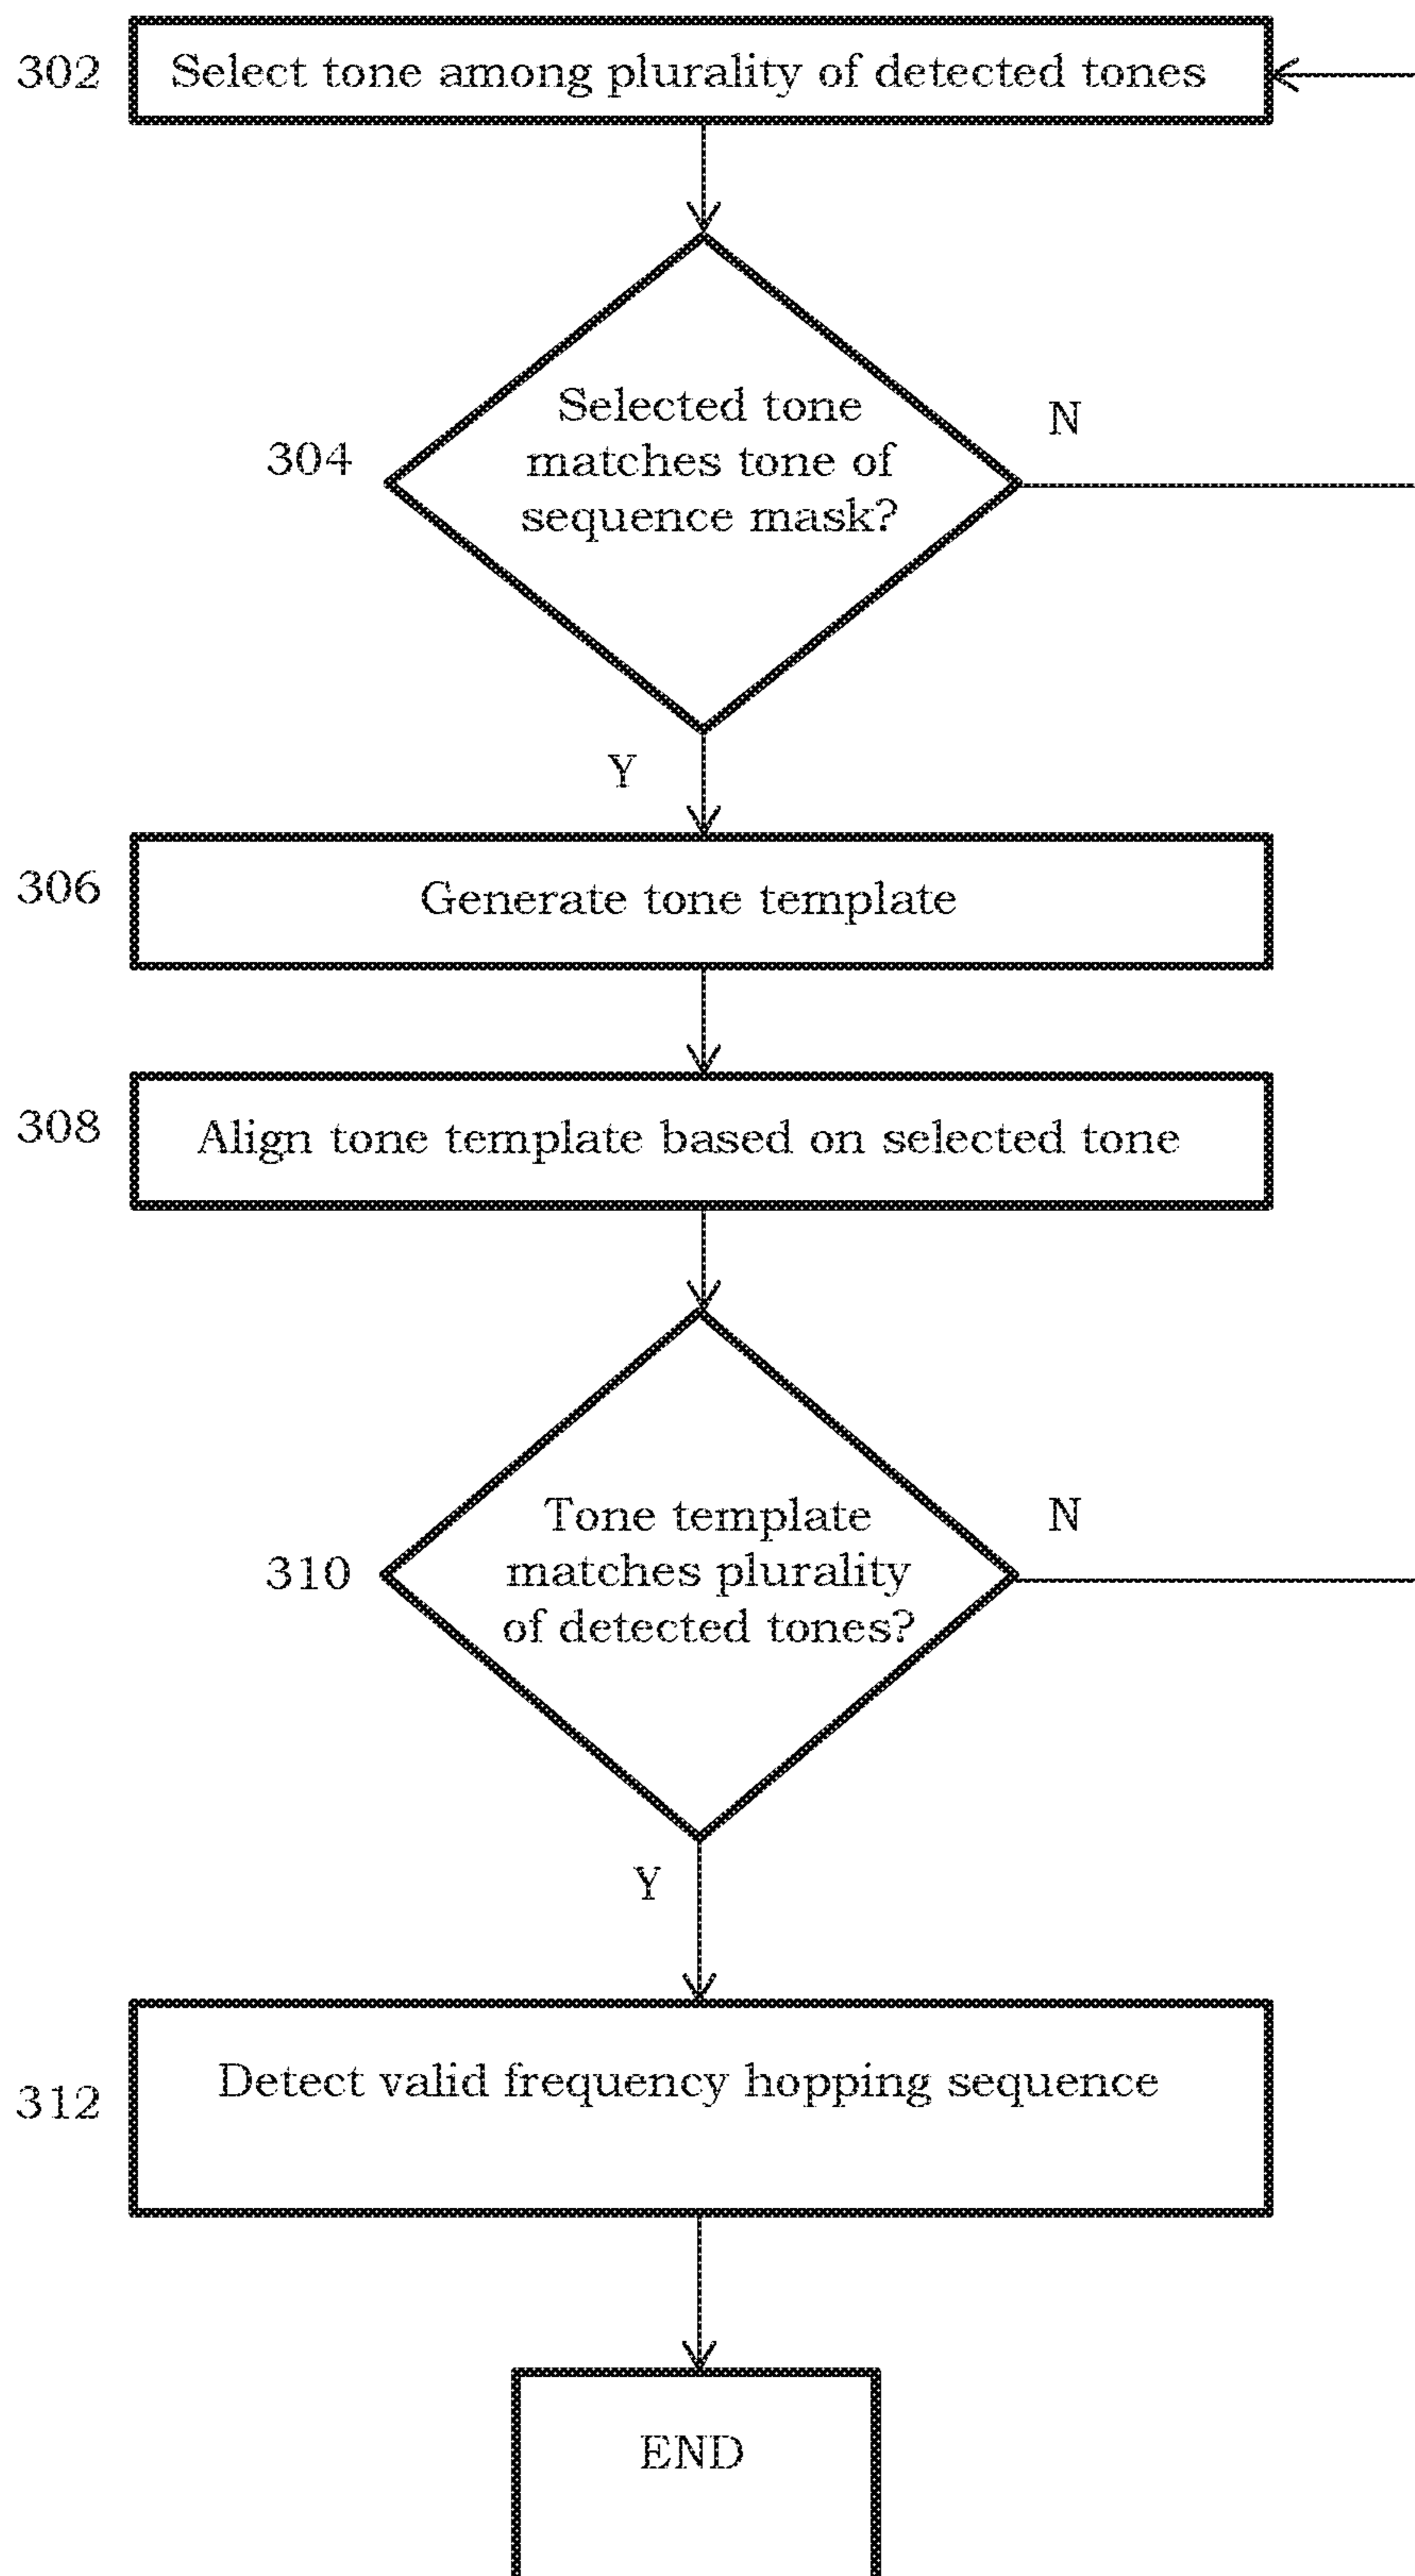 302
Select tone among plurality of detected tones
304
Selected tone
matches tone of
sequence mask?
N
Y
306
Generate tone template
308
Align tone template based on selected tone
310
Tone template
matches plurality
of detected tones?
N
Y
312
Detect valid frequency hopping sequence
END